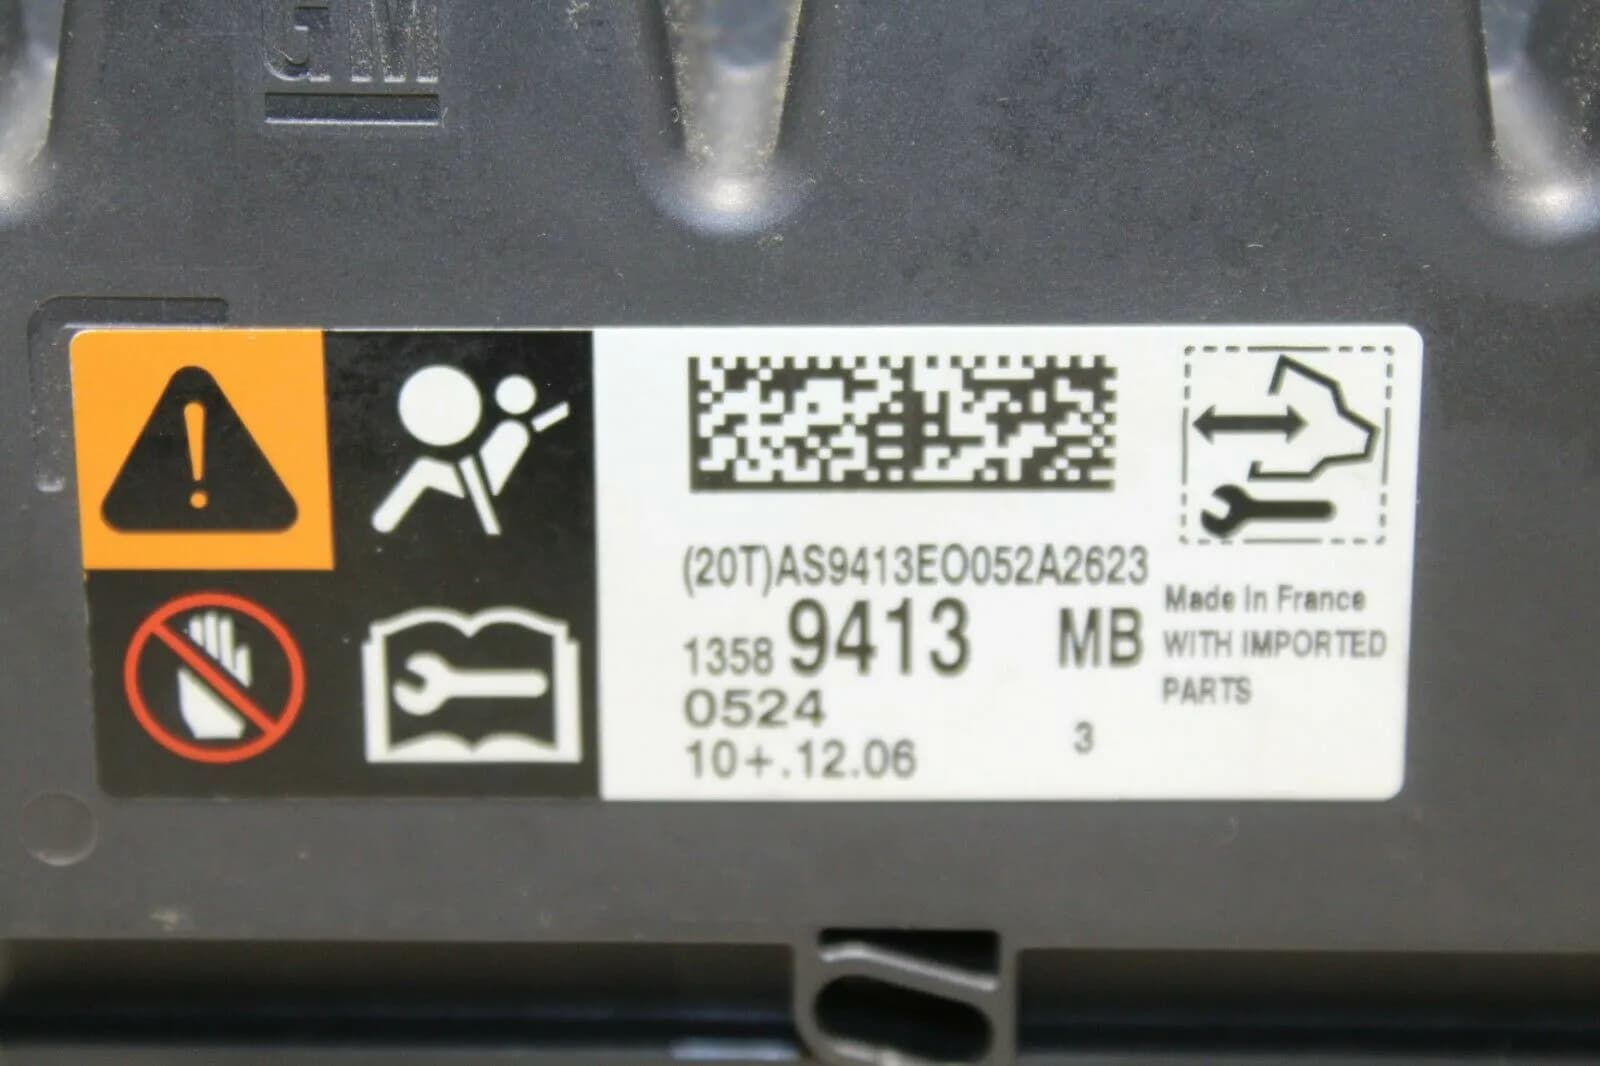 GM
(20T)AS9413EO052A2623
1358 9413 MB
0524
10+.12.06 3
Made In France
WITH IMPORTED
PARTS